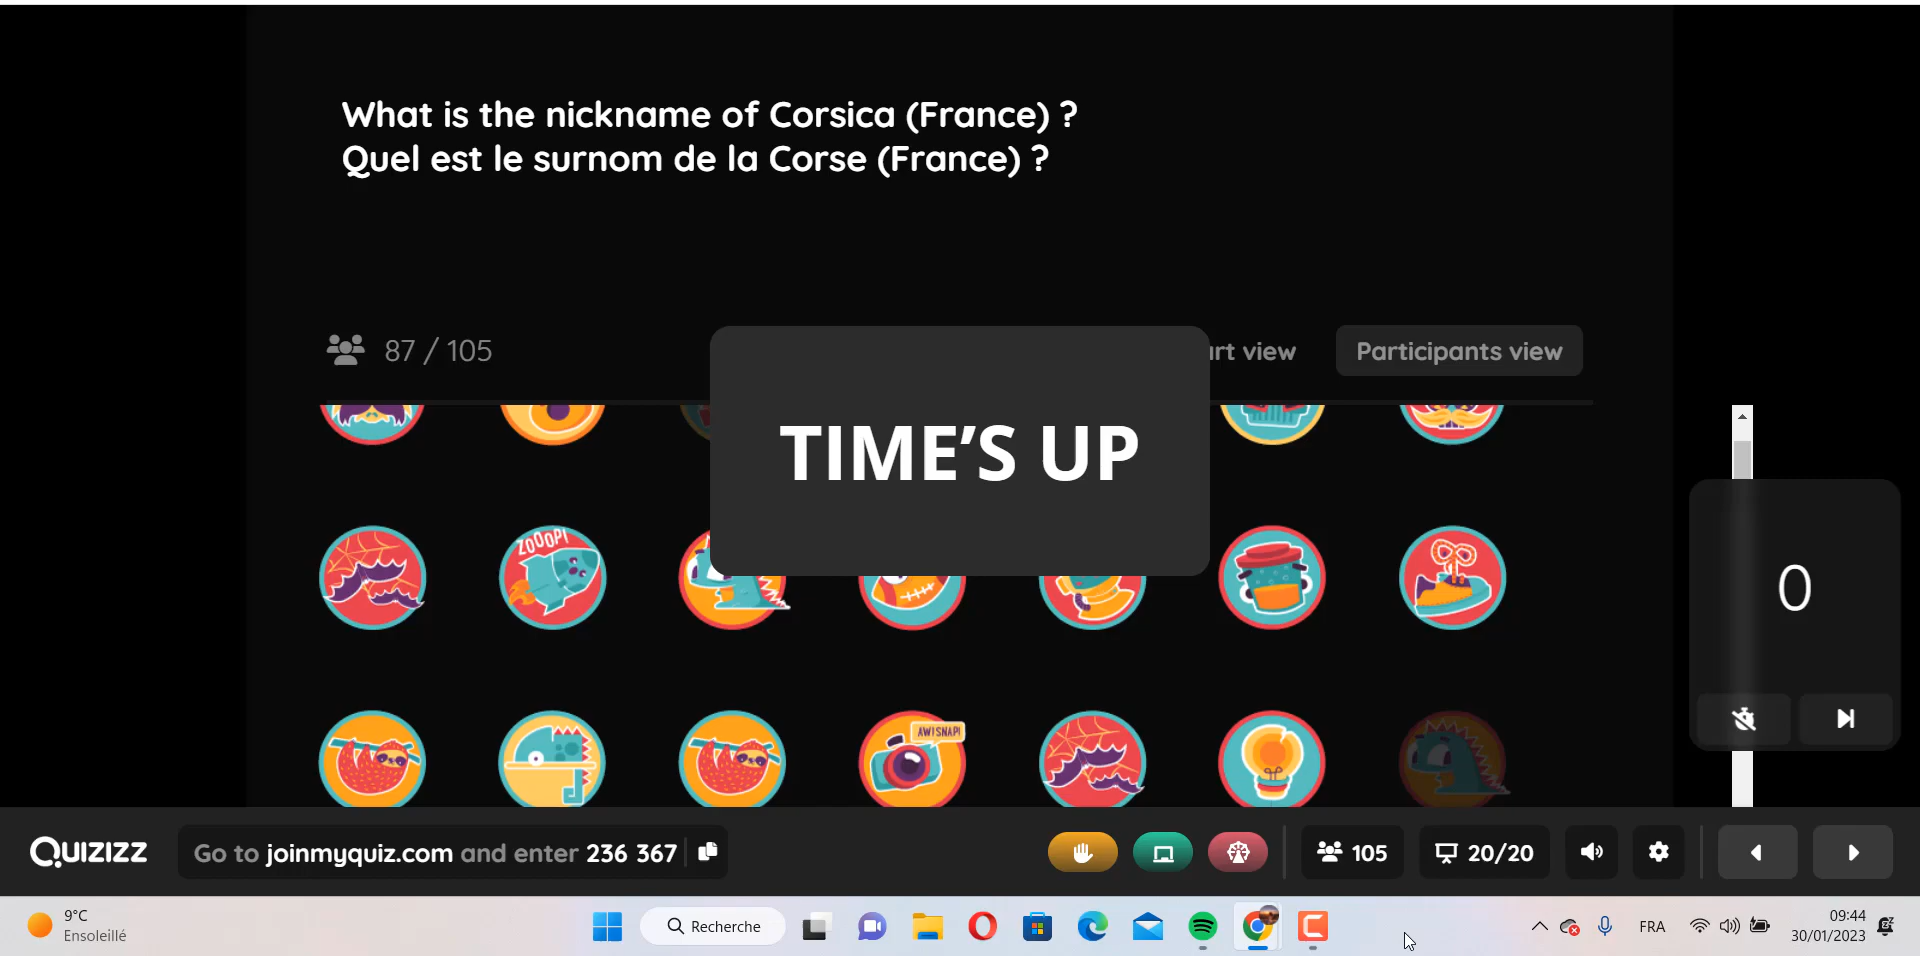 What is the nickname of Corsica (France) ?
Quel est le surnom de la Corse (France) ?
87 / 105
art view
Participants view
TIME'S UP
ZOOOP!
0
AW! SNAP!
QUIZIZZ
Go to joinmyquiz.com and enter 236 367
105
20/20
9°C
Ensoleillé
Recherche
FRA
09:44
30/01/2023